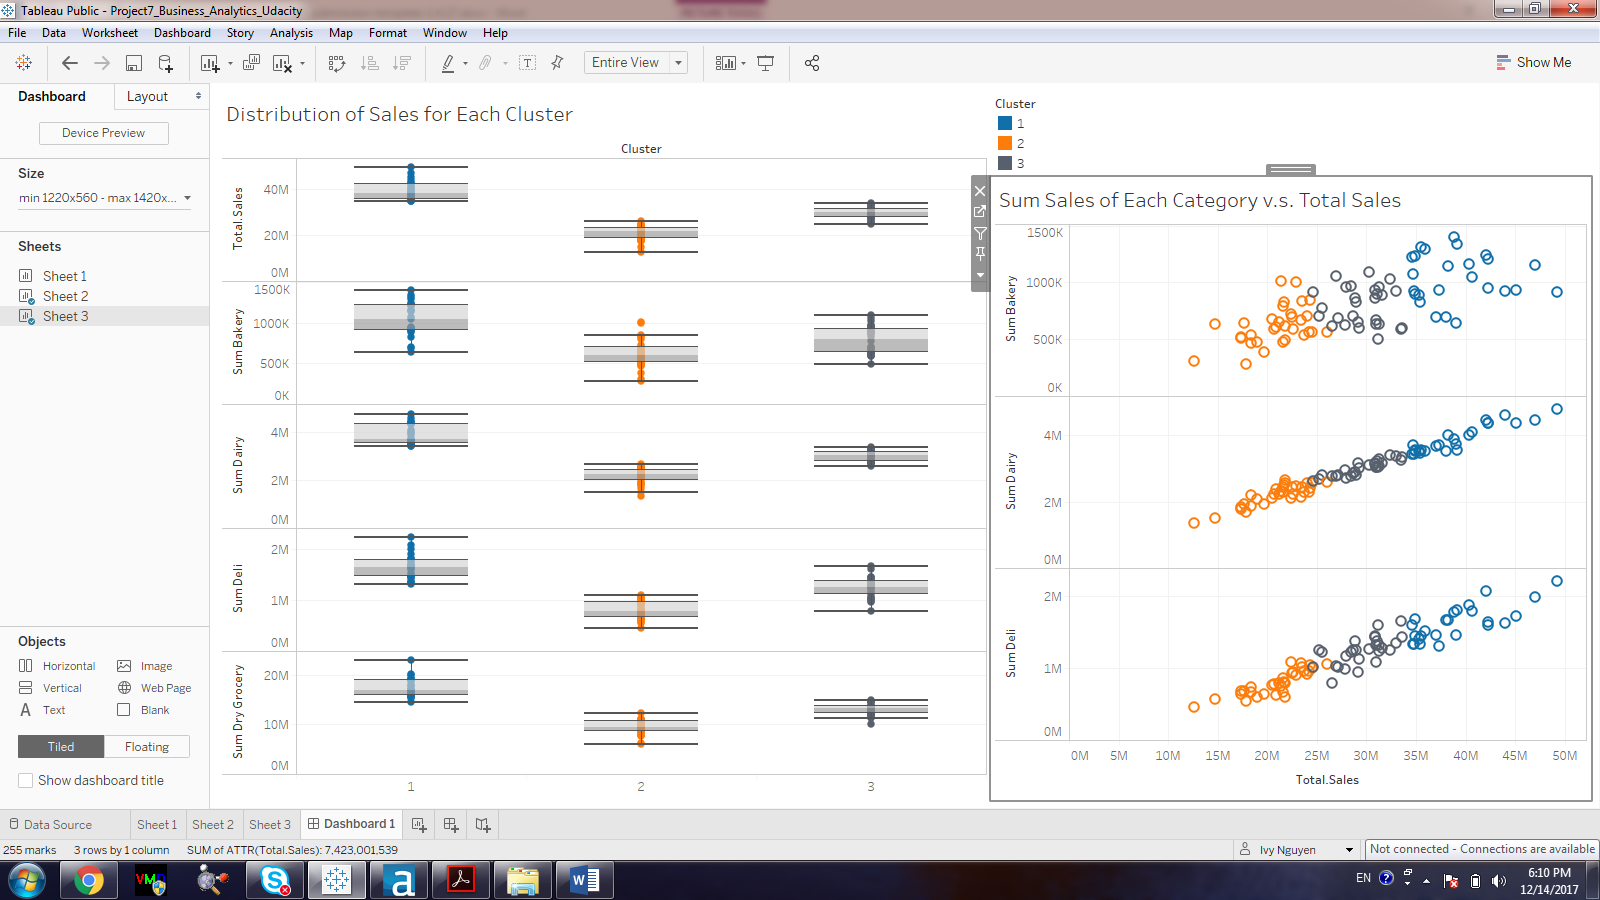 Tableau Public - Project7_Business_Analytics_Udacity
File Data Worksheet Dashboard Story Analysis Map Format Window Help
Entire View
Show Me
Dashboard Layout
Device Preview
Size
min 1220x560 - max 1420x...
Sheets
Sheet 1
Sheet 2
Sheet 3
Objects
Horizontal Image
Vertical Web Page
A Text Blank
Tiled Floating
Show dashboard title
Distribution of Sales for Each Cluster
Cluster
Total.Sales
40M
20M
0M
Sum Bakery
1500K
1000K
500K
0K
Sum Dairy
4M
2M
0M
Sum Deli
2M
1M
0M
Sum Dry Grocery
20M
10M
0M
1 2 3
Cluster
1
2
3
Sum Sales of Each Category v.s. Total Sales
Sum Bakery
1500K
1000K
500K
0K
Sum Dairy
4M
2M
0M
Sum Deli
2M
1M
0M
0M 5M 10M 15M 20M 25M 30M 35M 40M 45M 50M
Total.Sales
Data Source Sheet 1 Sheet 2 Sheet 3 Dashboard 1
255 marks 3 rows by 1 column SUM of ATTR(Total.Sales): 7,423,001,539
Ivy Nguyen
Not connected - Connections are available
VMD
S
a
W
EN
6:10 PM
12/14/2017